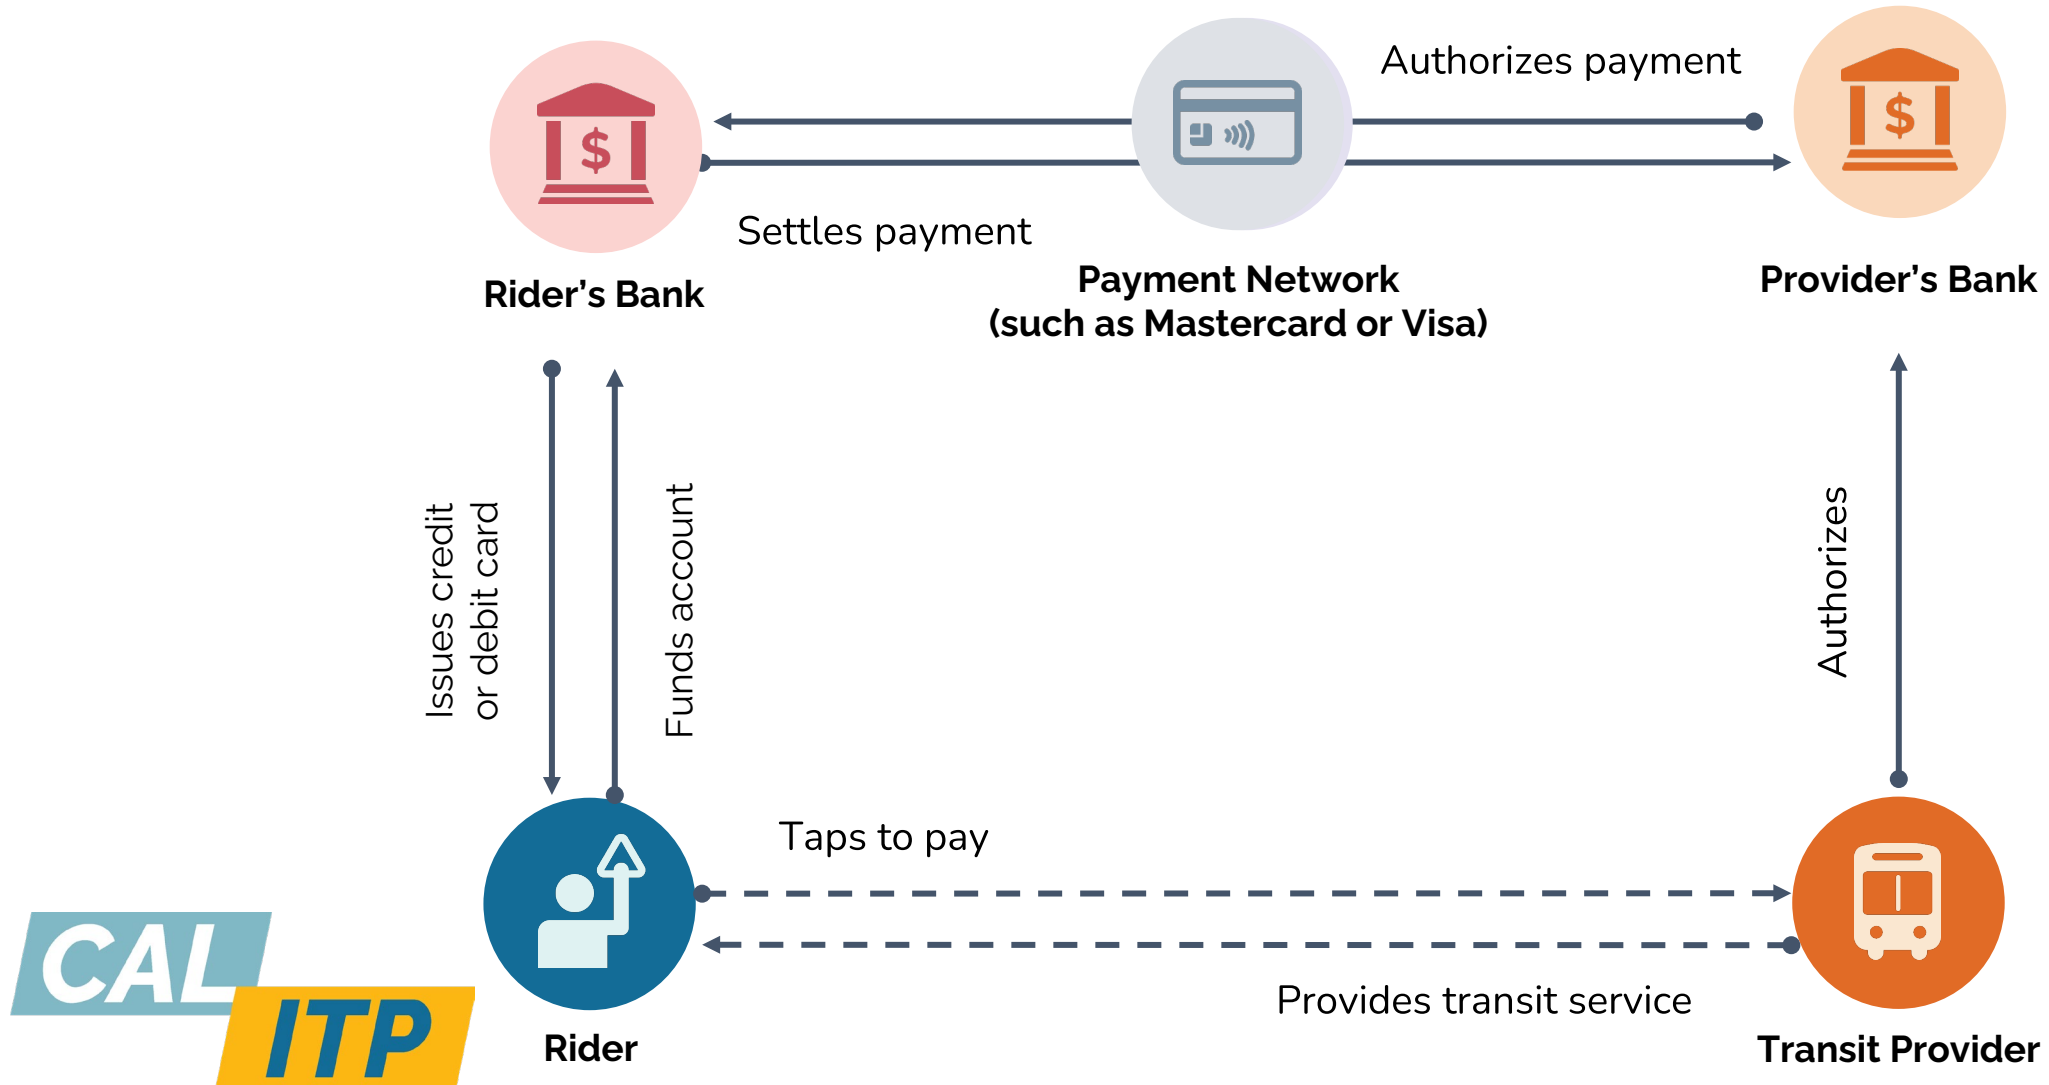 Authorizes payment
$
$
Settles payment
Rider’s Bank
Payment Network
(such as Mastercard or Visa)
Provider’s Bank
Issues credit
or debit card
Funds account
Authorizes
Taps to pay
Provides transit service
CAL
ITP
Rider
Transit Provider